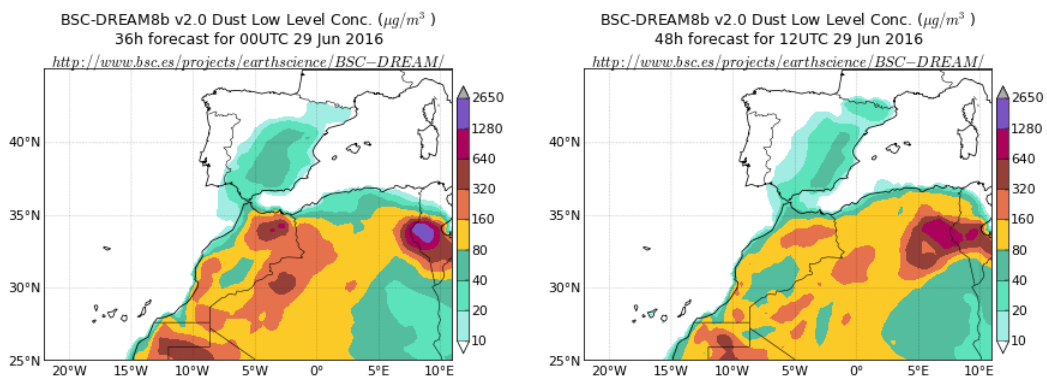 BSC-DREAM8b v2.0 Dust Low Level Conc. (μg/m³ )
36h forecast for 00UTC 29 Jun 2016
http://www.bsc.es/projects/earthscience/BSC−DREAM/
40°N
35°N
30°N
25°N
20°W 15°W 10°W 5°W 0° 5°E 10°E
2650
1280
640
320
160
80
40
20
10
BSC-DREAM8b v2.0 Dust Low Level Conc. (μg/m³ )
48h forecast for 12UTC 29 Jun 2016
http://www.bsc.es/projects/earthscience/BSC−DREAM/
40°N
35°N
30°N
25°N
20°W 15°W 10°W 5°W 0° 5°E 10°E
2650
1280
640
320
160
80
40
20
10